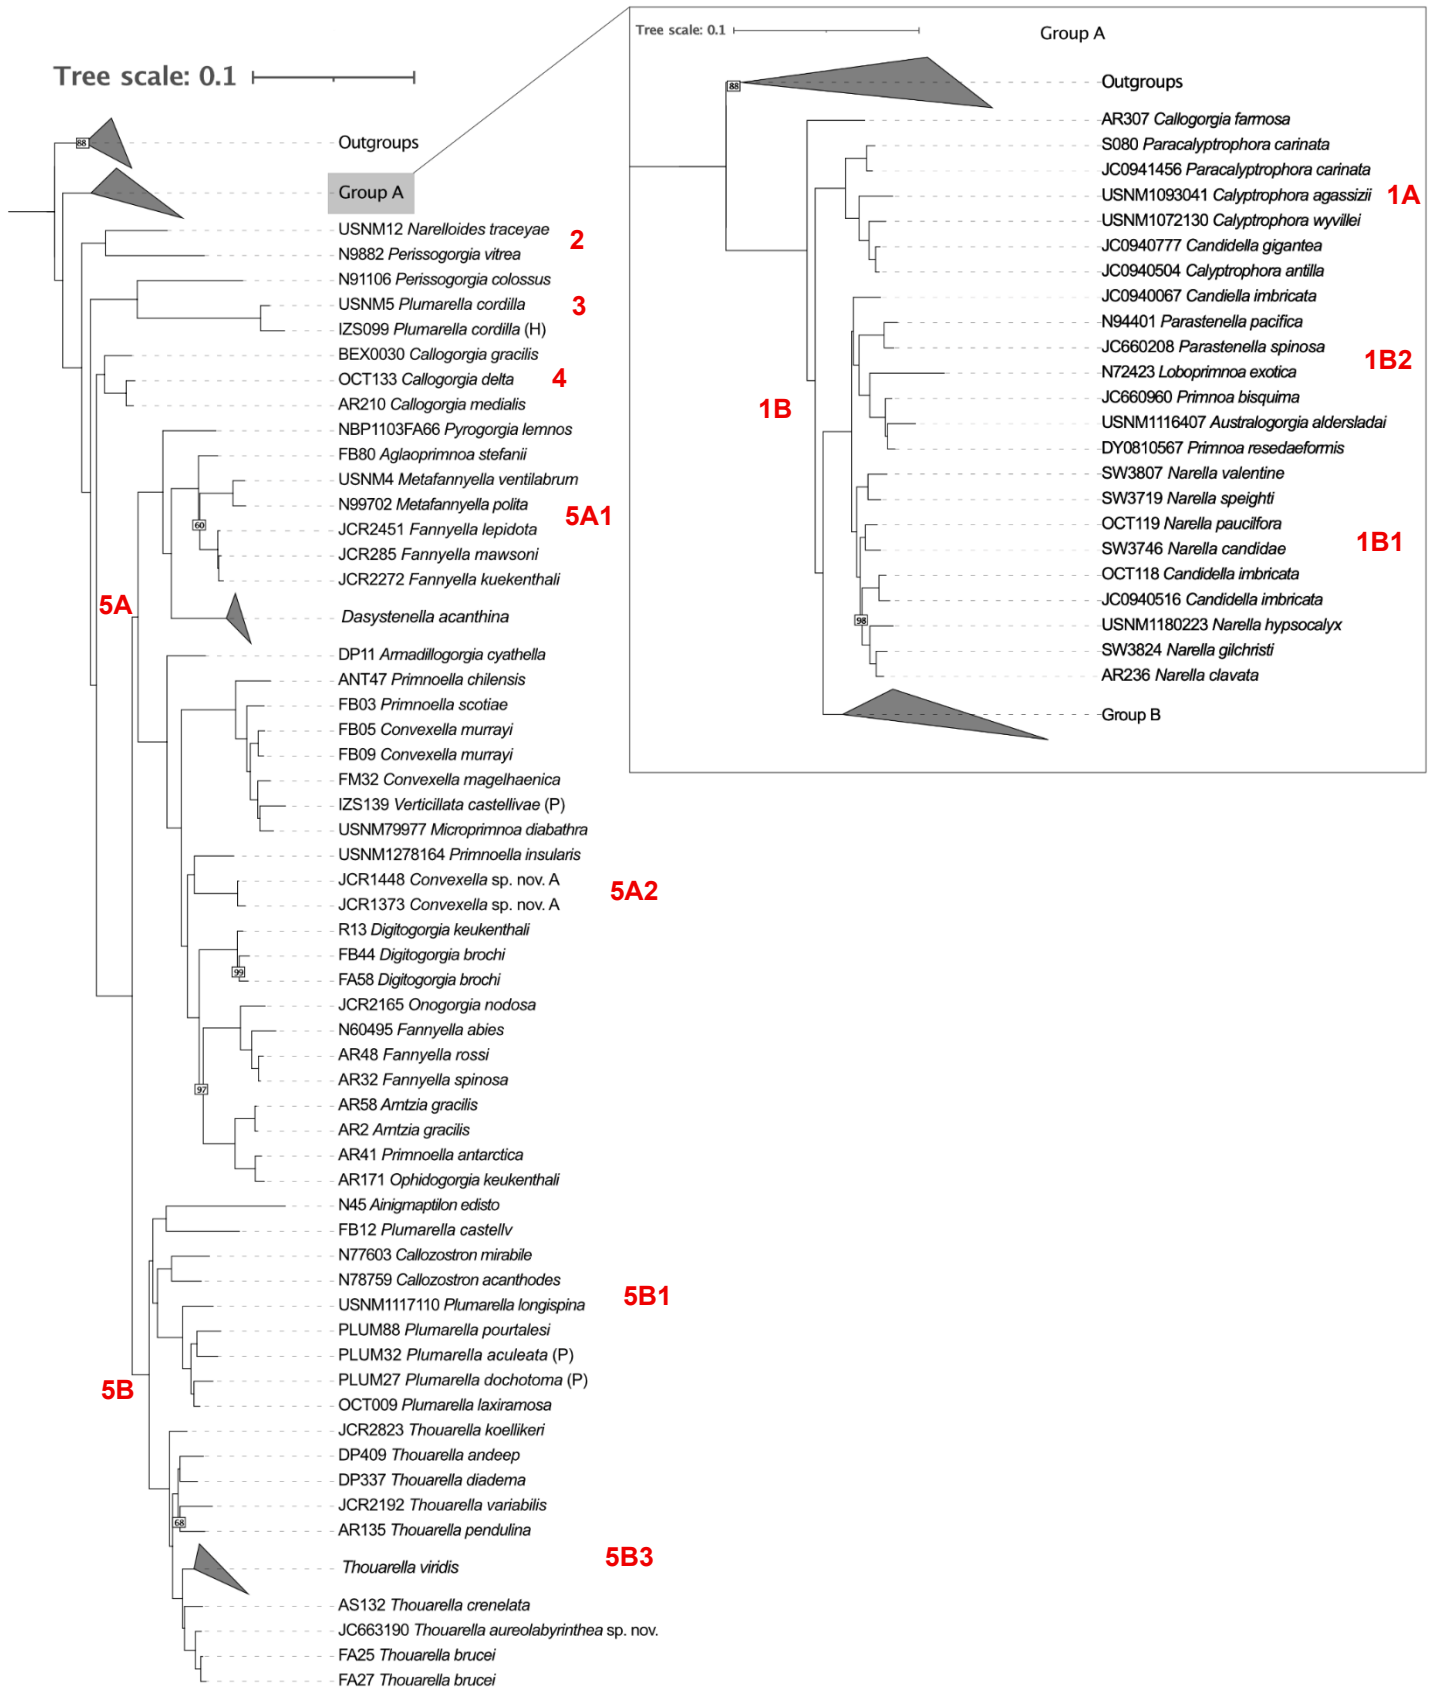 Tree scale: 0.1
88
Outgroups
Group A
USNM12 Narelloides traceyae
2
N9882 Perissogorgia vitrea
N91106 Perissogorgia colossus
USNM5 Plumarella cordilla
3
IZS099 Plumarella cordilla (H)
BEX0030 Callogorgia gracilis
OCT133 Callogorgia delta
4
AR210 Callogorgia medialis
NBP1103FA66 Pyrogorgia lemnos
FB80 Aglaoprimnoa stefanii
USNM4 Metafannyella ventilabrum
N99702 Metafannyella polita
5A1
60
JCR2451 Fannyella lepidota
JCR285 Fannyella mawsoni
JCR2272 Fannyella kuekenthali
5A
Dasystenella acanthina
DP11 Armadillogorgia cyathella
ANT47 Primnoella chilensis
FB03 Primnoella scotiae
FB05 Convexella murrayi
FB09 Convexella murrayi
FM32 Convexella magelhaenica
IZS139 Verticillata castellivae (P)
USNM79977 Microprimnoa diabathra
USNM1278164 Primnoella insularis
JCR1448 Convexella sp. nov. A
5A2
JCR1373 Convexella sp. nov. A
R13 Digitogorgia keukenthali
FB44 Digitogorgia brochi
99
FA58 Digitogorgia brochi
JCR2165 Onogorgia nodosa
N60495 Fannyella abies
AR48 Fannyella rossi
AR32 Fannyella spinosa
97
AR58 Arntzia gracilis
AR2 Arntzia gracilis
AR41 Primnoella antarctica
AR171 Ophidogorgia keukenthali
N45 Ainigmaptilon edisto
FB12 Plumarella castellv
N77603 Callozostron mirabile
N78759 Callozostron acanthodes
5B1
USNM1117110 Plumarella longispina
PLUM88 Plumarella pourtalesi
PLUM32 Plumarella aculeata (P)
PLUM27 Plumarella dochotoma (P)
5B
OCT009 Plumarella laxiramosa
JCR2823 Thouarella koellikeri
DP409 Thouarella andeep
DP337 Thouarella diadema
JCR2192 Thouarella variabilis
68
AR135 Thouarella pendulina
5B3
Thouarella viridis
AS132 Thouarella crenelata
JC663190 Thouarella aureolabyrinthea sp. nov.
FA25 Thouarella brucei
FA27 Thouarella brucei
Tree scale: 0.1
Group A
88
Outgroups
AR307 Callogorgia farmosa
S080 Paracalyptrophora carinata
JC0941456 Paracalyptrophora carinata
USNM1093041 Calyptrophora agassizii
1A
USNM1072130 Calyptrophora wyvillei
JC0940777 Candidella gigantea
JC0940504 Calyptrophora antilla
JC0940067 Candiella imbricata
N94401 Parastenella pacifica
JC660208 Parastenella spinosa
1B2
N72423 Loboprimnoa exotica
JC660960 Primnoa bisquima
1B
USNM1116407 Australogorgia aldersladai
DY0810567 Primnoa resedaeformis
SW3807 Narella valentine
SW3719 Narella speighti
OCT119 Narella paucilfora
1B1
SW3746 Narella candidae
OCT118 Candidella imbricata
JC0940516 Candidella imbricata
98
USNM1180223 Narella hypsocalyx
SW3824 Narella gilchristi
AR236 Narella clavata
Group B